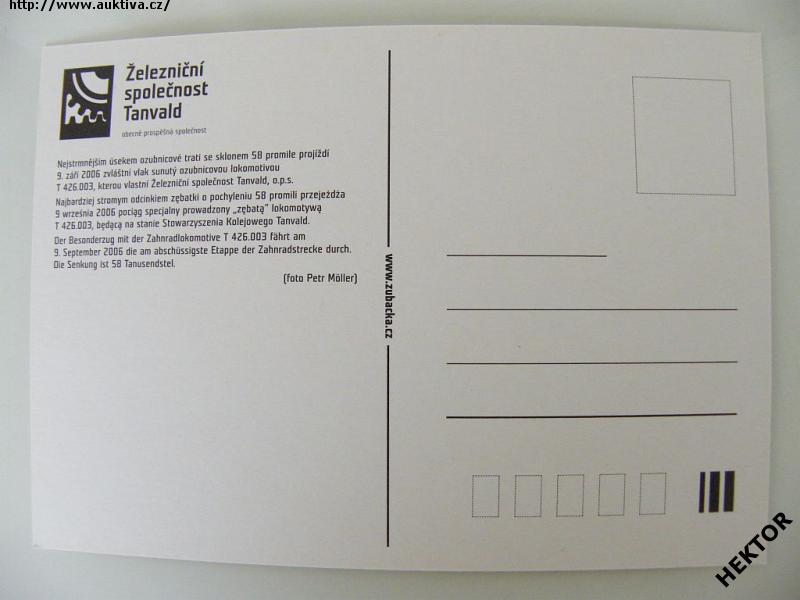 http://www.auktiva.cz/
Železniční
společnost
Tanvald
obecně prospěšná společnost
Nejstrmnějším úsekem ozubnicové trati se sklonem 58 promile projíždí
9. září 2006 zvláštní vlak sunutý ozubnicovou lokomotivou
T 426.003, kterou vlastní Železniční společnost Tanvald, o.p.s.
Najbardziej stromym odcinkiem zębatki o pochyleniu 58 promili przejeżdża
9 września 2006 pociąg specjalny prowadzony „zębatą" lokomotywą
T 426.003, będącą na stanie Stowarzyszenia Kolejowego Tanvald.
Der Besonderzug mit der Zahnradlokomotive T 426.003 fährt am
9. September 2006 die am abschüssigste Etappe der Zahnradstrecke durch.
Die Senkung ist 58 Tanusendstel.
(foto Petr Möller)
www.zubacka.cz
HEKTOR